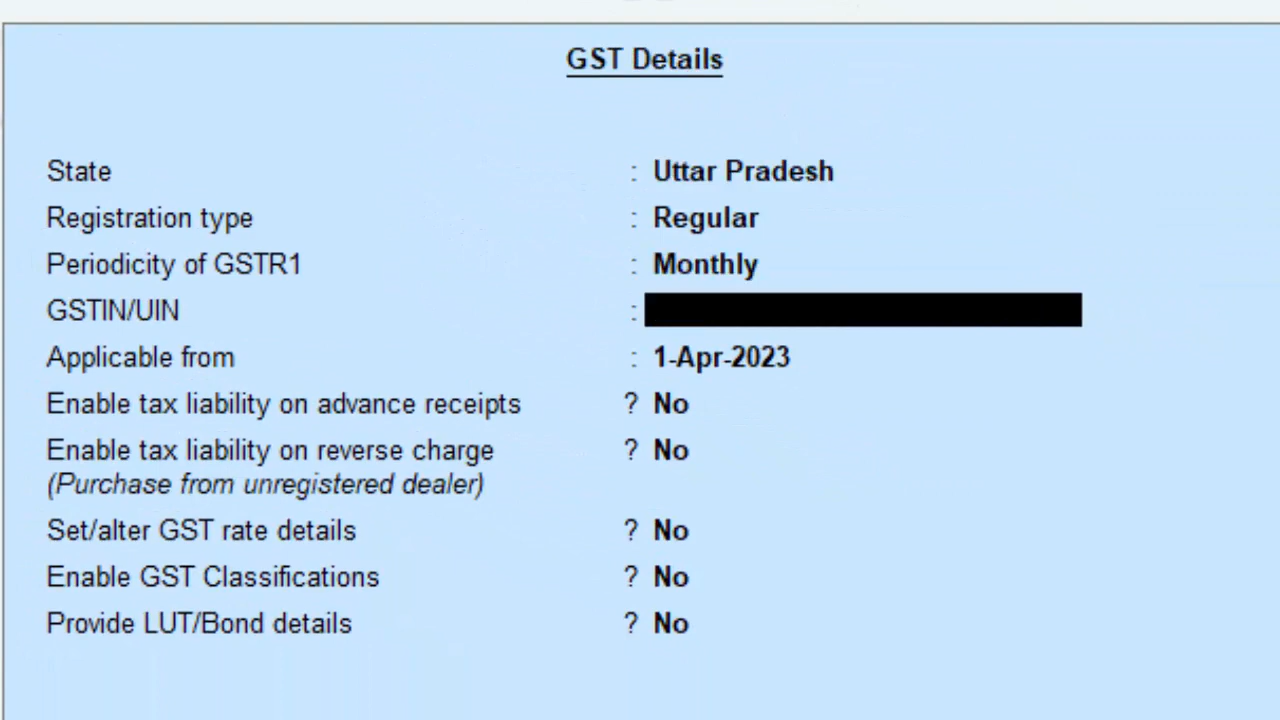 GST Details
State : Uttar Pradesh
Registration type : Regular
Periodicity of GSTR1 : Monthly
GSTIN/UIN :
Applicable from : 1-Apr-2023
Enable tax liability on advance receipts ? No
Enable tax liability on reverse charge ? No
(Purchase from unregistered dealer)
Set/alter GST rate details ? No
Enable GST Classifications ? No
Provide LUT/Bond details ? No